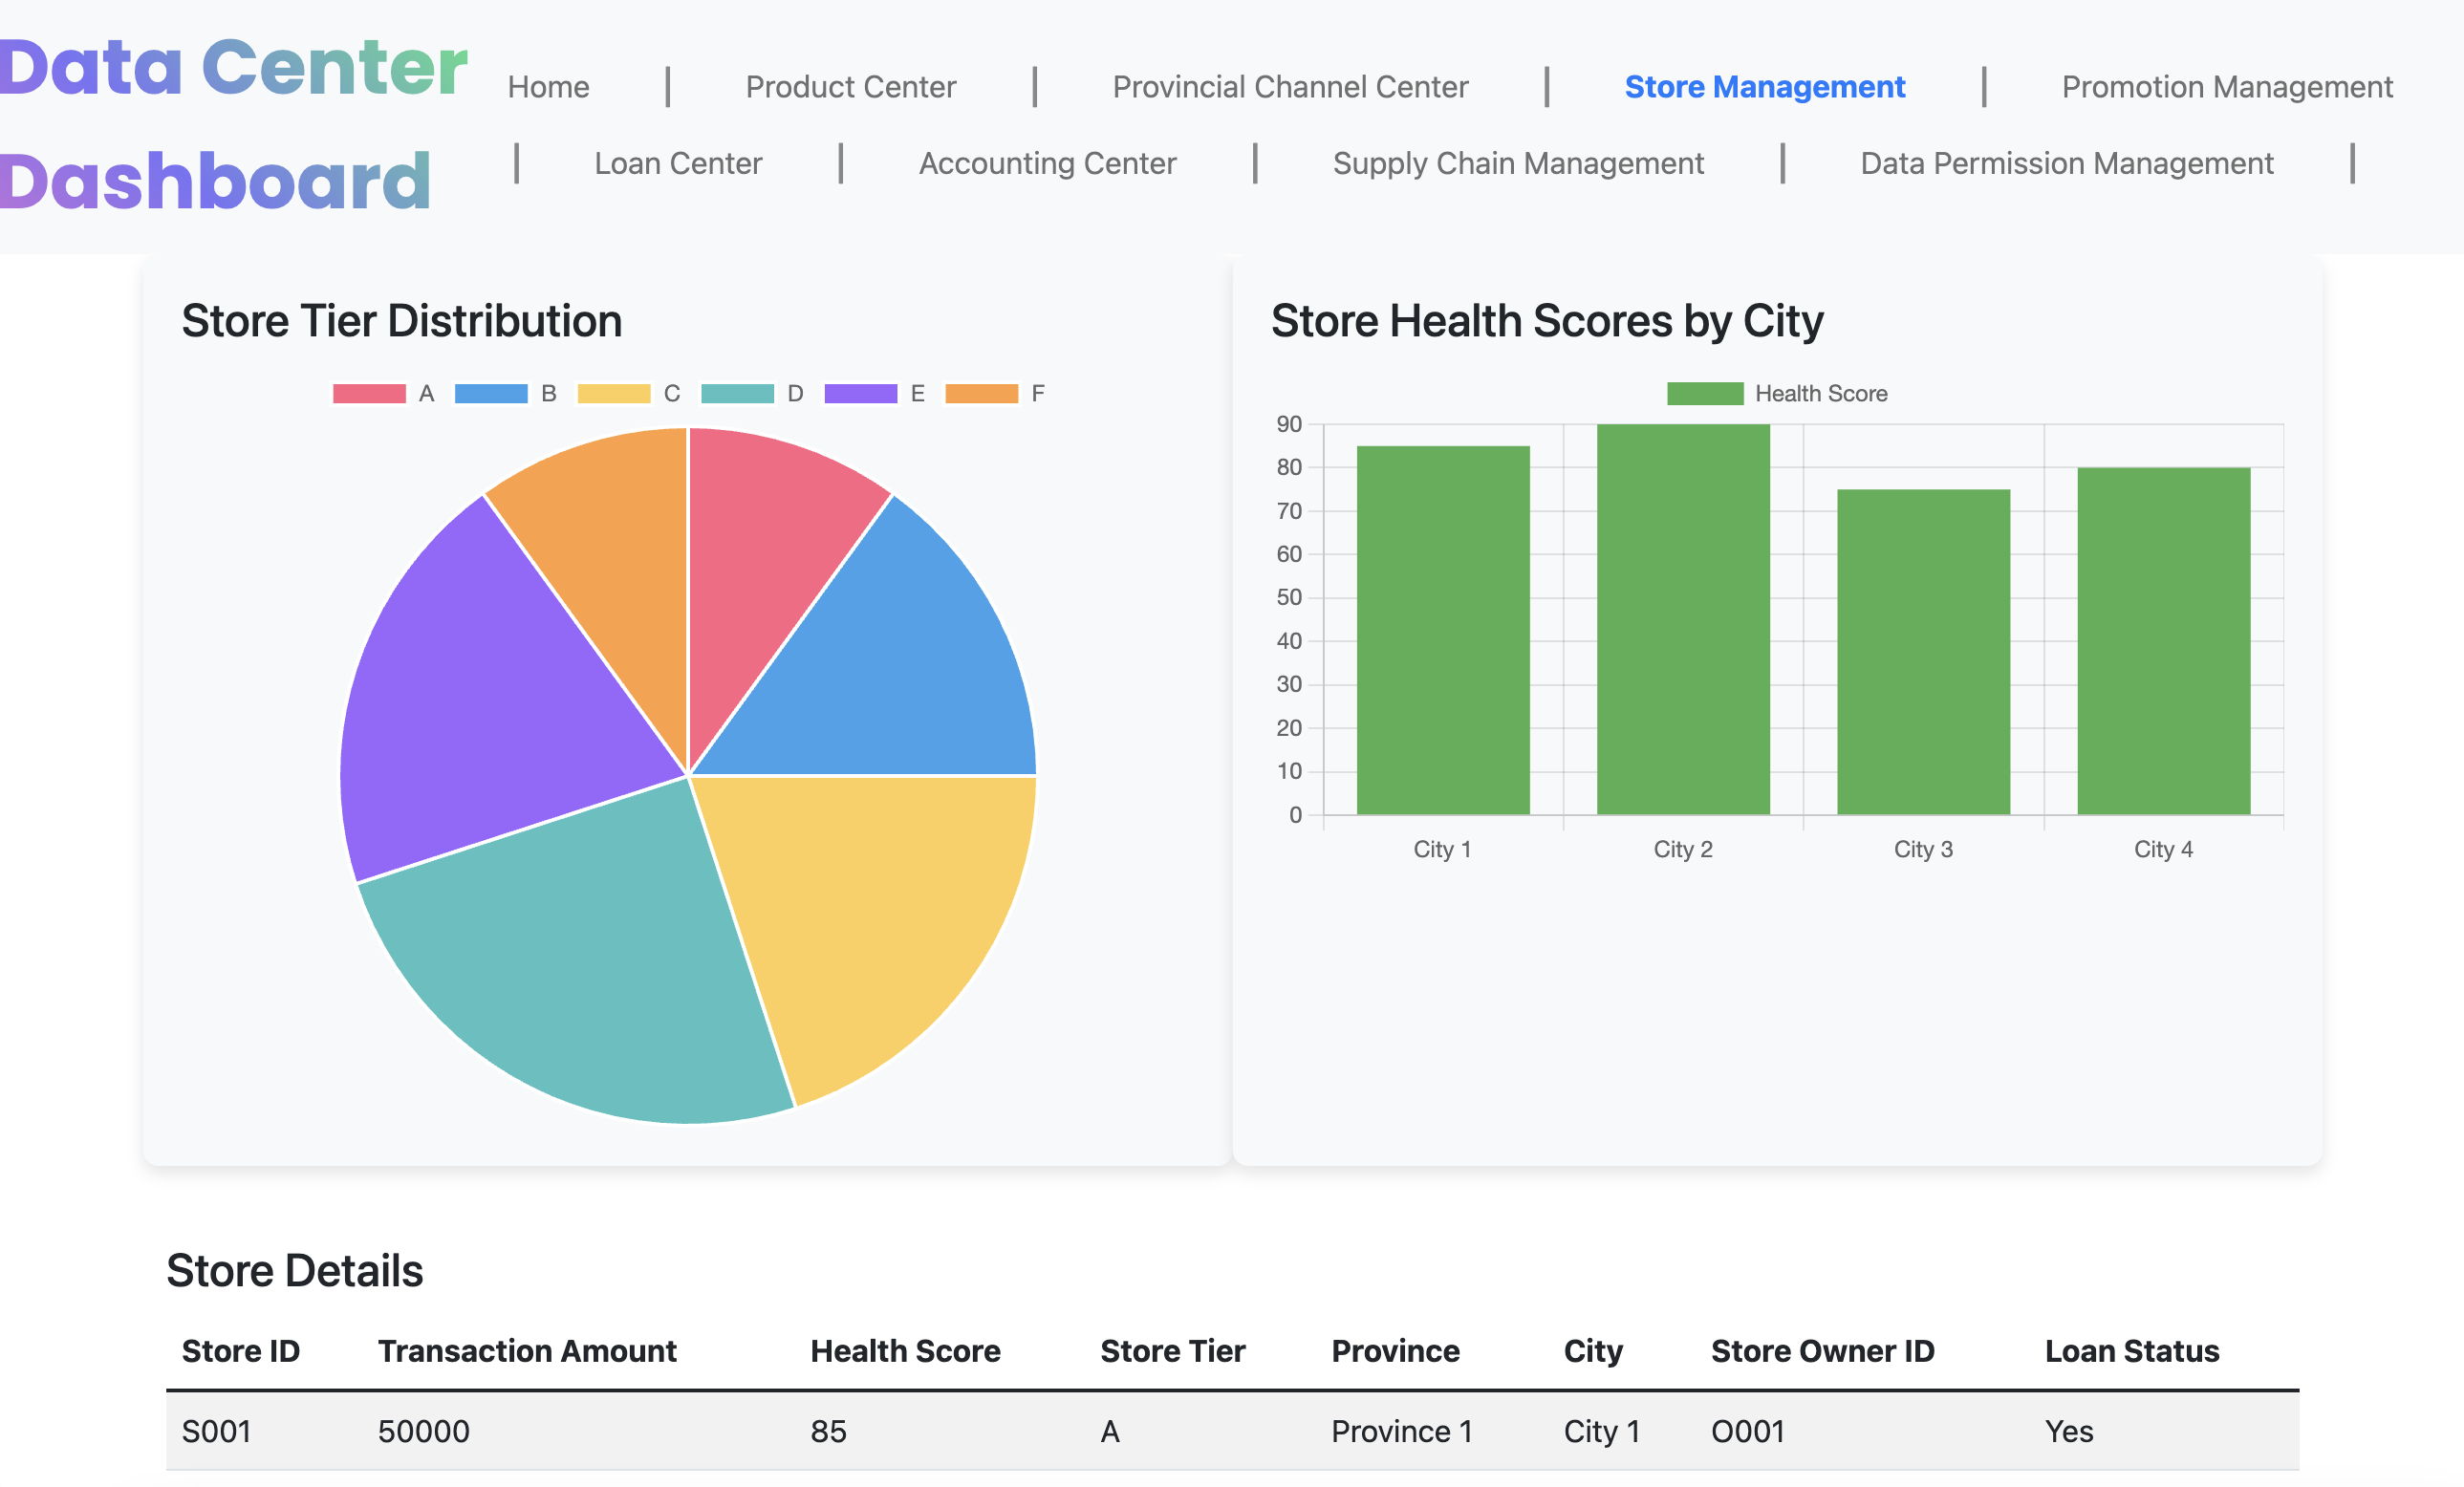 Data Center
Dashboard
Home | Product Center | Provincial Channel Center | Store Management | Promotion Management
| Loan Center | Accounting Center | Supply Chain Management | Data Permission Management |
Store Tier Distribution
A B C D E F
Store Health Scores by City
Health Score
90
80
70
60
50
40
30
20
10
0
City 1 City 2 City 3 City 4
Store Details
Store ID Transaction Amount Health Score Store Tier Province City Store Owner ID Loan Status
S001 50000 85 A Province 1 City 1 O001 Yes